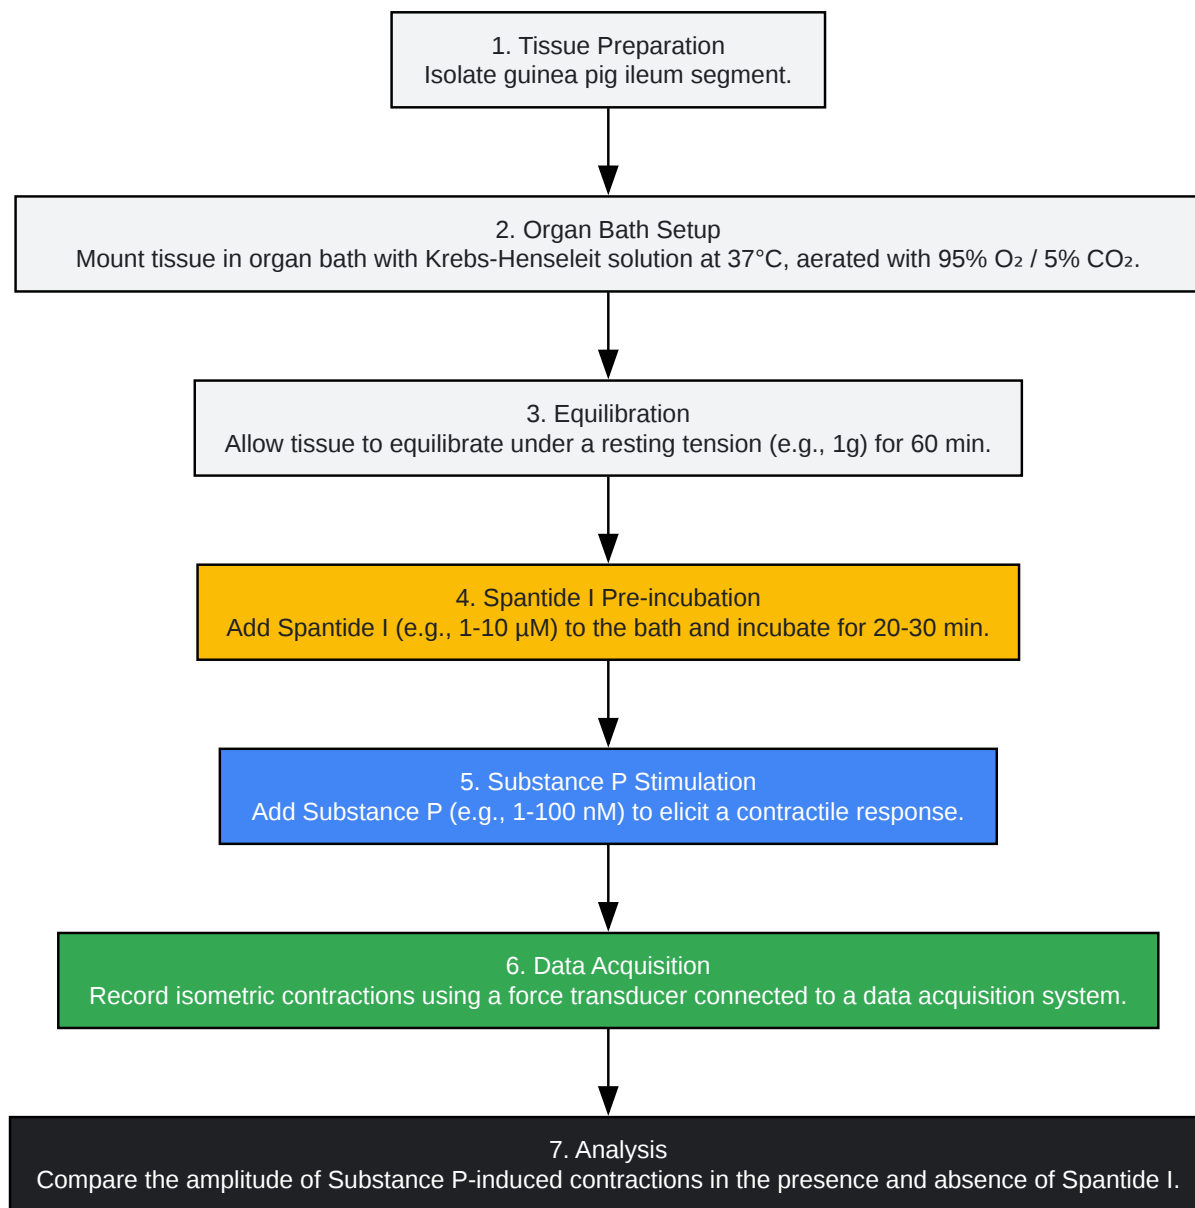 1. Tissue Preparation
Isolate guinea pig ileum segment.
2. Organ Bath Setup
Mount tissue in organ bath with Krebs-Henseleit solution at 37°C, aerated with 95% O₂ / 5% CO₂.
3. Equilibration
Allow tissue to equilibrate under a resting tension (e.g., 1g) for 60 min.
4. Spantide I Pre-incubation
Add Spantide I (e.g., 1-10 µM) to the bath and incubate for 20-30 min.
5. Substance P Stimulation
Add Substance P (e.g., 1-100 nM) to elicit a contractile response.
6. Data Acquisition
Record isometric contractions using a force transducer connected to a data acquisition system.
7. Analysis
Compare the amplitude of Substance P-induced contractions in the presence and absence of Spantide I.